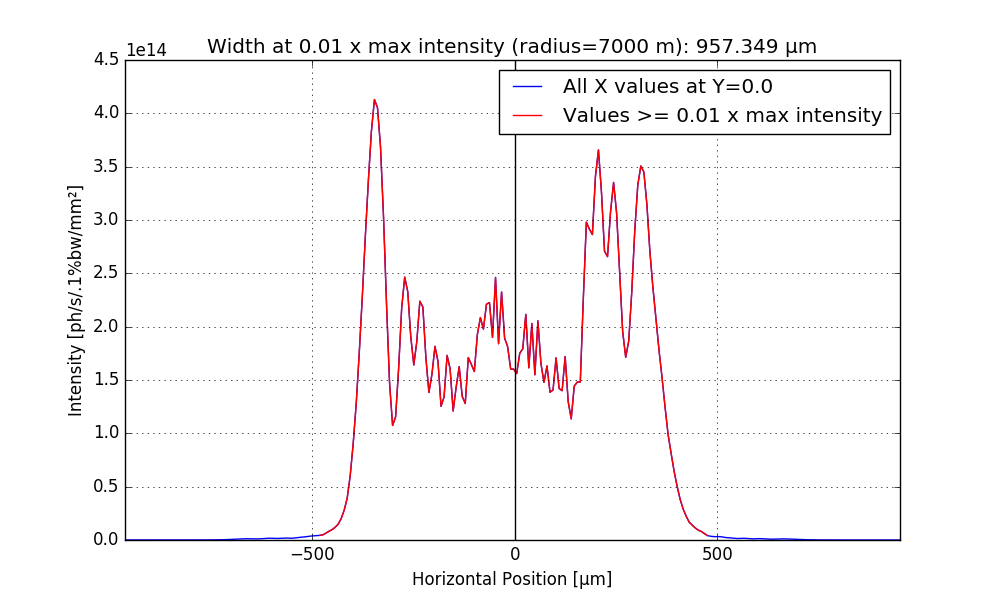 Width at 0.01 x max intensity (radius=7000 m): 957.349 µm
1e14
All X values at Y=0.0
Values >= 0.01 x max intensity
4.5
4.0
3.5
3.0
2.5
2.0
1.5
1.0
0.5
0.0
Intensity [ph/s/.1%bw/mm²]
−500
0
500
Horizontal Position [µm]